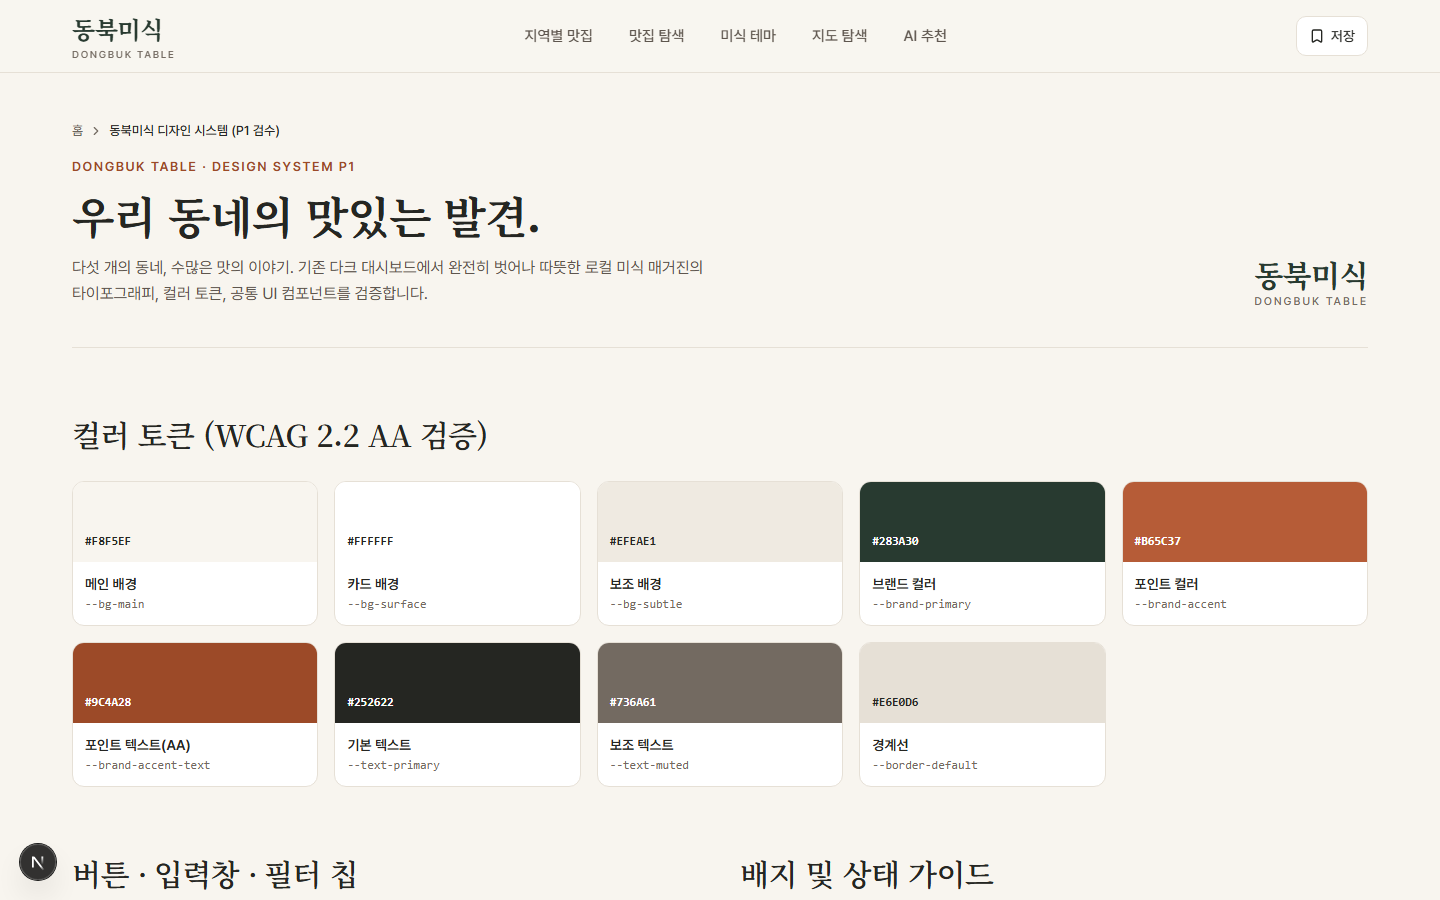 동북미식
DONGBUK TABLE
지역별 맛집
맛집 탐색
미식 테마
지도 탐색
AI 추천
저장
홈 > 동북미식 디자인 시스템 (P1 검수)
DONGBUK TABLE · DESIGN SYSTEM P1
우리 동네의 맛있는 발견.
다섯 개의 동네, 수많은 맛의 이야기. 기존 다크 대시보드에서 완전히 벗어나 따뜻한 로컬 미식 매거진의
타이포그래피, 컬러 토큰, 공통 UI 컴포넌트를 검증합니다.
동북미식
DONGBUK TABLE
컬러 토큰 (WCAG 2.2 AA 검증)
#F8F5EF
메인 배경
--bg-main
#FFFFFF
카드 배경
--bg-surface
#EFEAE1
보조 배경
--bg-subtle
#283A30
브랜드 컬러
--brand-primary
#B65C37
포인트 컬러
--brand-accent
#9C4A28
포인트 텍스트(AA)
--brand-accent-text
#252622
기본 텍스트
--text-primary
#736A61
보조 텍스트
--text-muted
#E6E0D6
경계선
--border-default
N
버튼 · 입력창 · 필터 칩
배지 및 상태 가이드